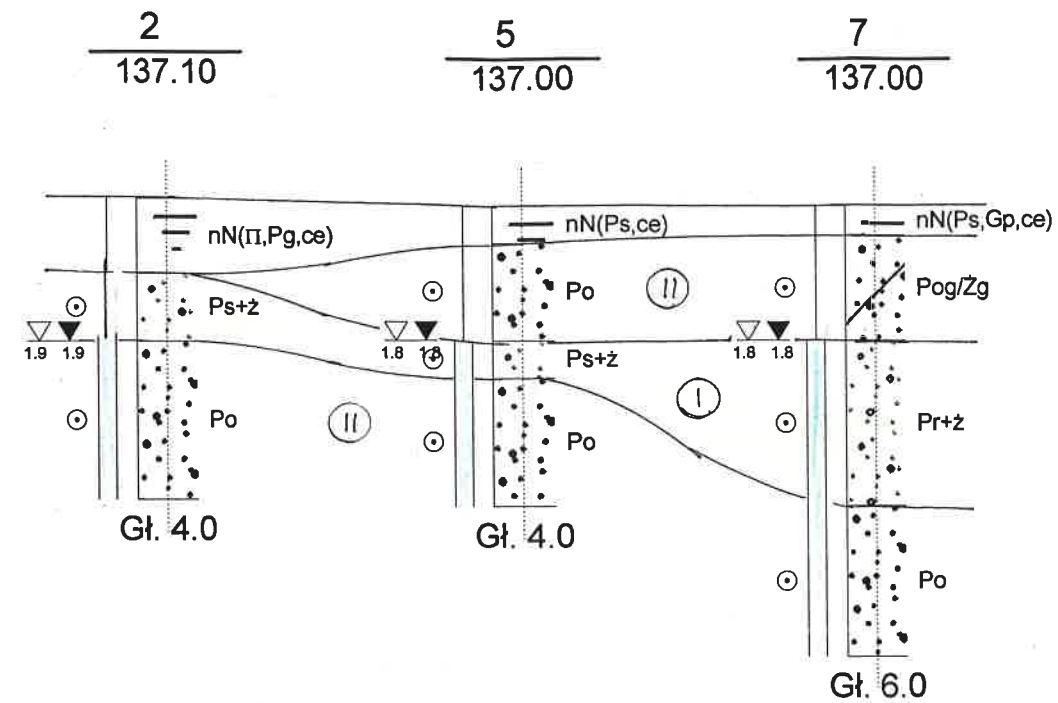 2 5 7
137.10 137.00 137.00
nN(Π,Pg,ce) nN(Ps,ce) nN(Ps,Gp,ce)
Ps+ż Po II Pog/Żg
1.9 1.9 1.8 1.8 1.8 1.8
Ps+ż
I
Po II Po Pr+ż
Gł. 4.0 Gł. 4.0
Po
Gł. 6.0